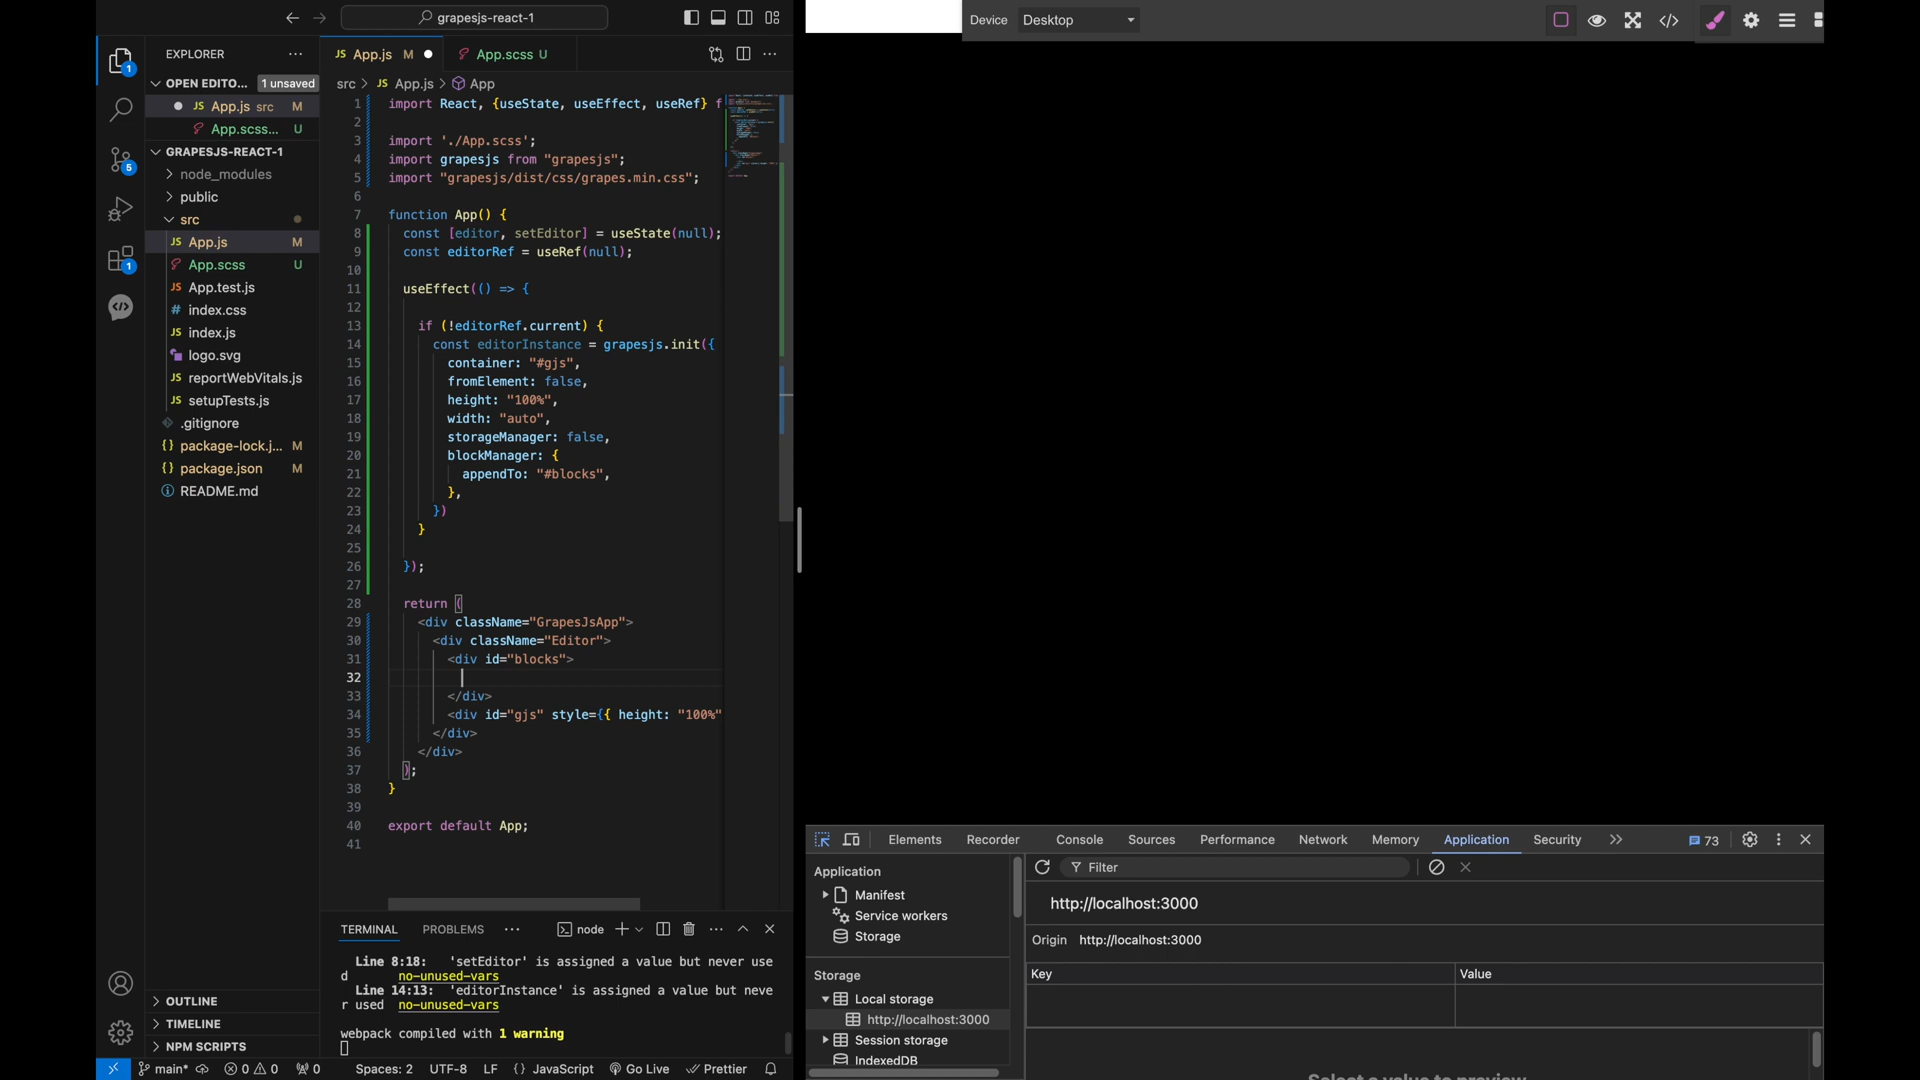 grapesjs-react-1
EXPLORER
OPEN EDITO...
1 unsaved
JS App.js src M
App.scss... U
GRAPESJS-REACT-1
node_modules
public
src
JS App.js M
App.scss U
JS App.test.js
# index.css
JS index.js
logo.svg
JS reportWebVitals.js
JS setupTests.js
.gitignore
{} package-lock.j... M
{} package.json M
README.md
OUTLINE
TIMELINE
NPM SCRIPTS
1
5
1
JS App.js M
App.scss U
src > JS App.js > App
1 import React, {useState, useEffect, useRef} f
2
3 import './App.scss';
4 import grapesjs from "grapesjs";
5 import "grapesjs/dist/css/grapes.min.css";
6
7 function App() {
8 const [editor, setEditor] = useState(null);
9 const editorRef = useRef(null);
10
11 useEffect(() => {
12
13 if (!editorRef.current) {
14 const editorInstance = grapesjs.init({
15 container: "#gjs",
16 fromElement: false,
17 height: "100%",
18 width: "auto",
19 storageManager: false,
20 blockManager: {
21 appendTo: "#blocks",
22 },
23 })
24 }
25
26 });
27
28 return (
29 <div className="GrapesJsApp">
30 <div className="Editor">
31 <div id="blocks">
32
33 </div>
34 <div id="gjs" style={{ height: "100%"
35 </div>
36 </div>
37 );
38 }
39
40 export default App;
41
TERMINAL PROBLEMS ... node
Line 8:18: 'setEditor' is assigned a value but never use
d no-unused-vars
Line 14:13: 'editorInstance' is assigned a value but neve
r used no-unused-vars
webpack compiled with 1 warning
main* 0 0 0 Spaces: 2 UTF-8 LF {} JavaScript Go Live Prettier
Device Desktop
Elements Recorder Console Sources Performance Network Memory Application Security 73
Application
Manifest
Service workers
Storage
Storage
Local storage
http://localhost:3000
Session storage
IndexedDB
Filter
http://localhost:3000
Origin http://localhost:3000
Key Value
Select a value to preview